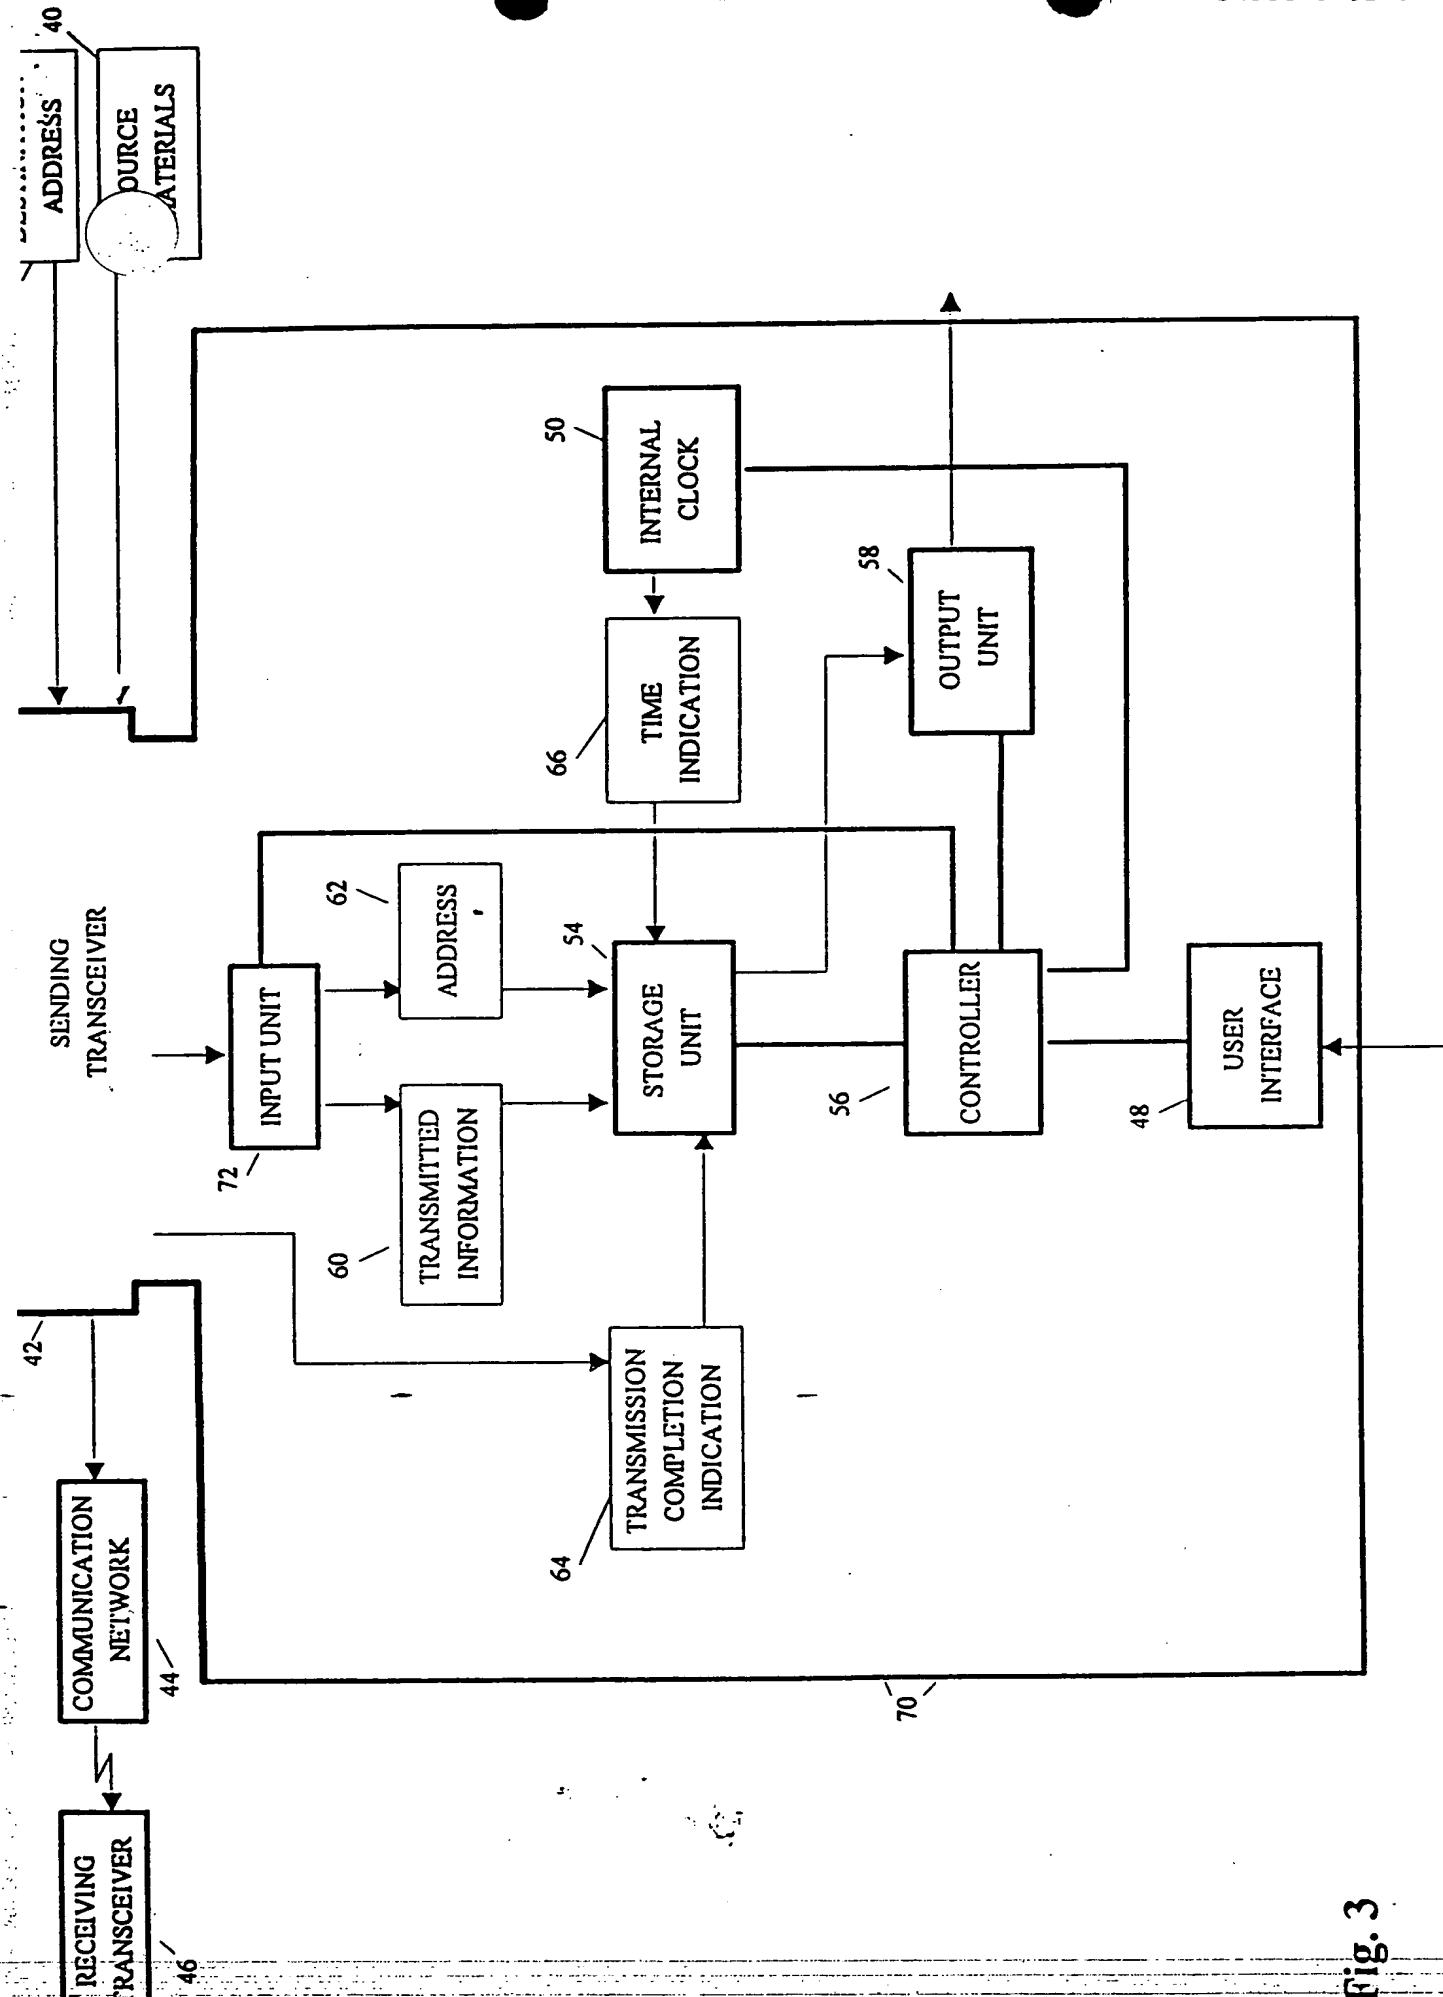 40
ADDRESS
OURCE
ATERIALS
SENDING
TRANSCEIVER
42
COMMUNICATION
NETWORK
44
RECEIVING
TRANSCEIVER
46
INPUT UNIT
72
62
ADDRESS
60
TRANSMITTED
INFORMATION
50
INTERNAL
CLOCK
66
TIME
INDICATION
54
STORAGE
UNIT
64
TRANSMISSION
COMPLETION
INDICATION
58
OUTPUT
UNIT
56
CONTROLLER
48
USER
INTERFACE
70
Fig. 3